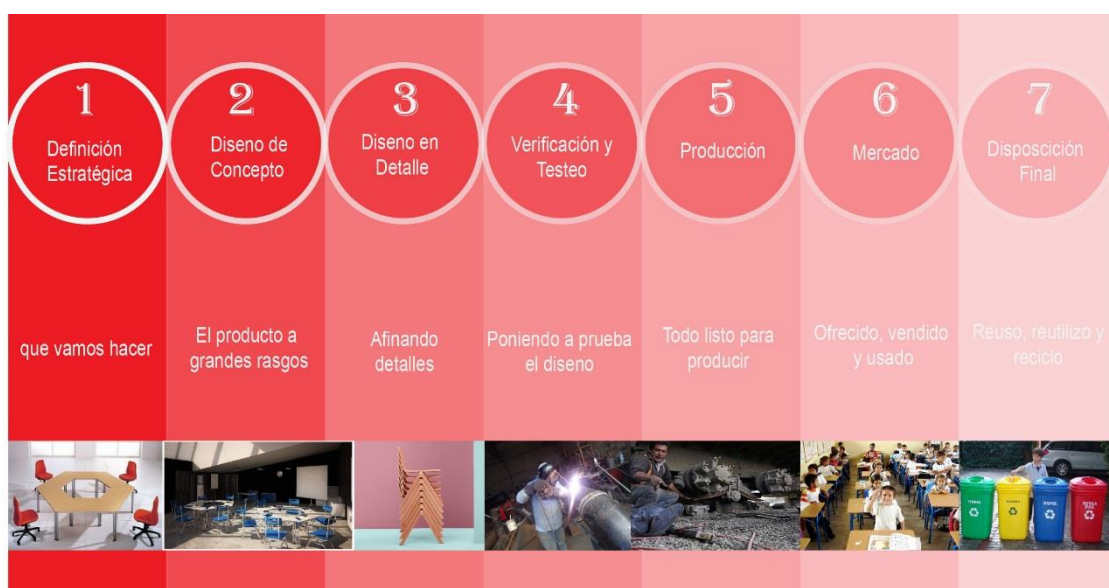 1
Definición
Estratégica
2
Diseno de
Concepto
3
Diseno en
Detalle
4
Verificación y
Testeo
5
Producción
6
Mercado
7
Disposcición
Final
que vamos hacer
El producto a
grandes rasgos
Afinando
detalles
Poniendo a prueba
el diseno
Todo listo para
producir
Ofrecido, vendido
y usado
Reuso, reutilizo y
reciclo